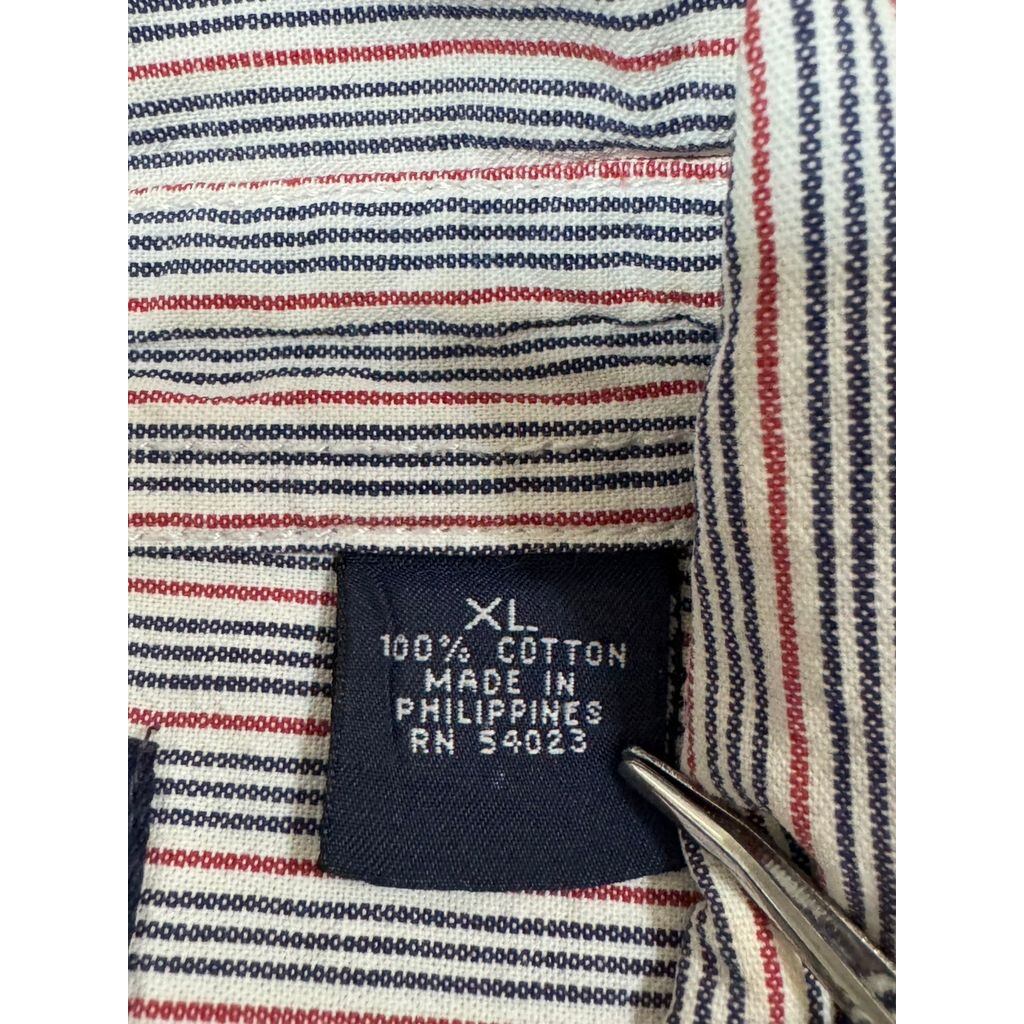 XL
100% COTTON
MADE IN
PHILIPPINES
RN 54023